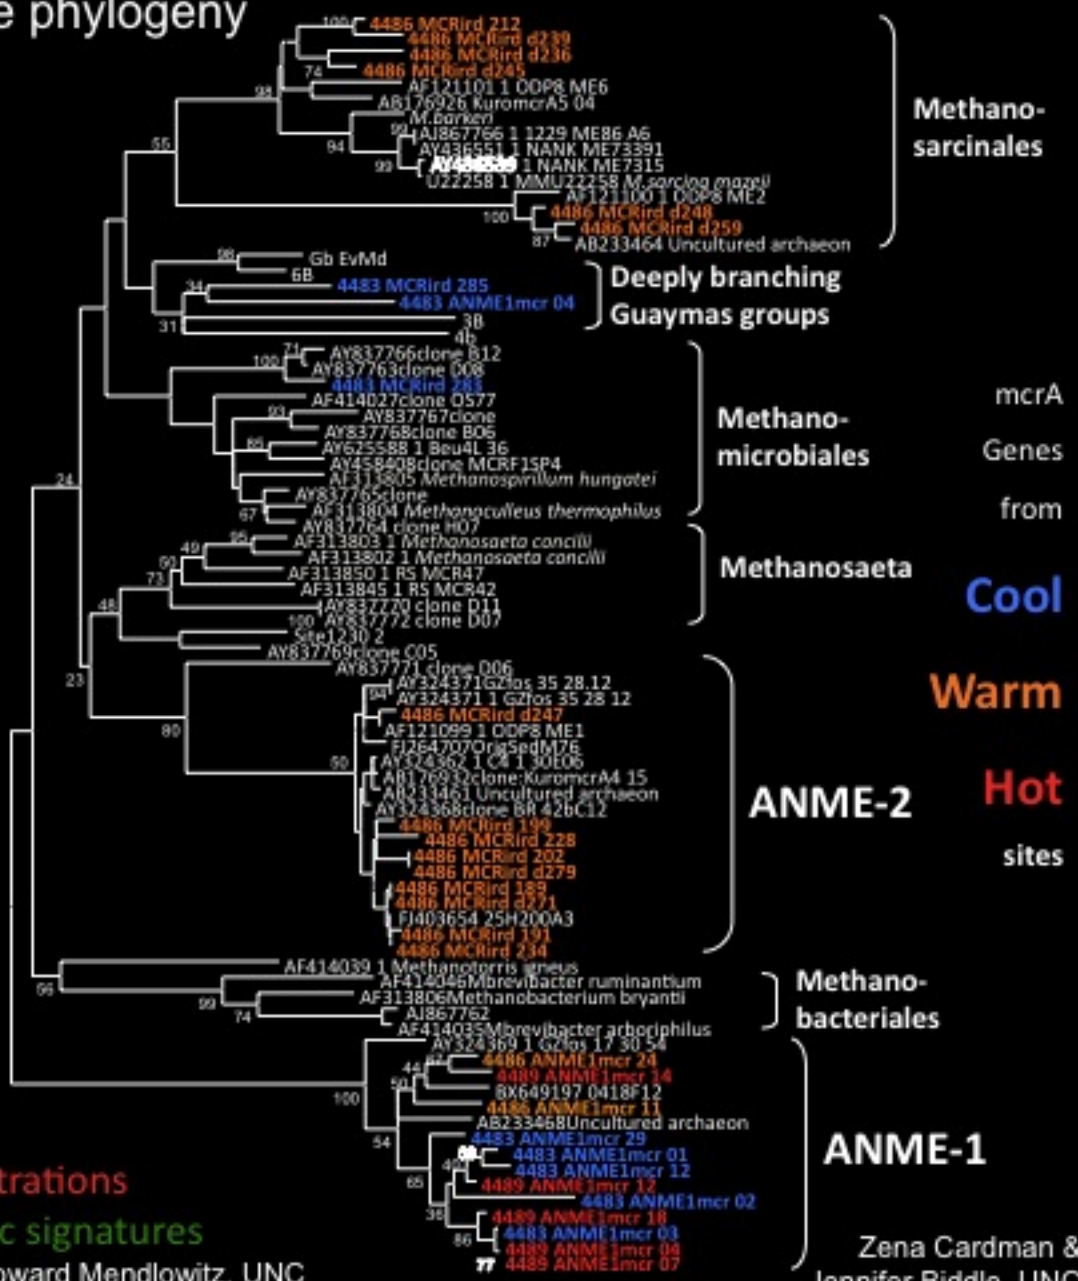 e phylogeny
100
4486 MCRird 212
4486 MCRird d239
4486 MCRird d236
74
4486 MCRird d245
98
AF121101 1 ODP8 ME6
AB176926 KuromcrA5 04
M.barkeri
99
AJ867766 1 1229 ME86 A6
55
94
AY436551 1 NANK ME73391
99
1 NANK ME7315
U22258 1 MMU22258 M.sarcina mazeii
AF121100 1 ODP8 ME2
100
4486 MCRird d248
4486 MCRird d259
87
AB233464 Uncultured archaeon
Methano-
sarcinales
98
Gb EvMd
6B
34
4483 MCRird 285
4483 ANME1mcr 04
31
3B
4b
Deeply branching
Guaymas groups
71
AY837766clone B12
100
AY837763clone D08
4483 MCRird 283
AF414027clone OS77
93
AY837767clone
AY837768clone B06
85
AY625588 1 Beu4L 36
AY458408clone MCRF1SP4
AF313805 Methanospirillum hungatei
AY837765clone
67
AF313804 Methanoculleus thermophilus
AY837764 clone H07
Methano-
microbiales
24
95
AF313803 1 Methanosaeta concilii
49
AF313802 1 Methanosaeta concilii
50
73
AF313850 1 RS MCR47
AF313845 1 RS MCR42
48
AY837770 clone D11
100
AY837772 clone D07
Site1230 2
AY837769clone C05
Methanosaeta
23
AY837771 clone D06
94
AY324371GZfos 35 28.12
AY324371 1 GZfos 35 28 12
4486 MCRird d247
80
AF121099 1 ODP8 ME1
FJ264707OrigSedM76
50
AY324362 1 C4 1 30E06
AB176932clone:KuromcrA4 15
AB233461 Uncultured archaeon
AY324368clone BR 42bC12
4486 MCRird 199
4486 MCRird 228
4486 MCRird 202
4486 MCRird d279
4486 MCRird 189
4486 MCRird d271
FJ403654 25H200A3
4486 MCRird 191
4486 MCRird 234
ANME-2
AF414039 1 Methanotorris igneus
56
AF414046Mbrevibacter ruminantium
99
AF313806Methanobacterium bryantii
74
AJ867762
AF414035Mbrevibacter arboriphilus
Methano-
bacteriales
AY324369 1 GZfos 17 30 54
4486 ANME1mcr 24
44
4489 ANME1mcr 14
50
BX649197 0418F12
100
4486 ANME1mcr 11
AB233468Uncultured archaeon
54
4483 ANME1mcr 29
4483 ANME1mcr 01
4483 ANME1mcr 12
65
4489 ANME1mcr 12
4483 ANME1mcr 02
36
4489 ANME1mcr 18
86
4483 ANME1mcr 03
4489 ANME1mcr 04
77
4489 ANME1mcr 07
ANME-1
mcrA
Genes
from
Cool
Warm
Hot
sites
trations
c signatures
oward Mendlowitz, UNC
Zena Cardman &
Jennifer Biddle, UNC